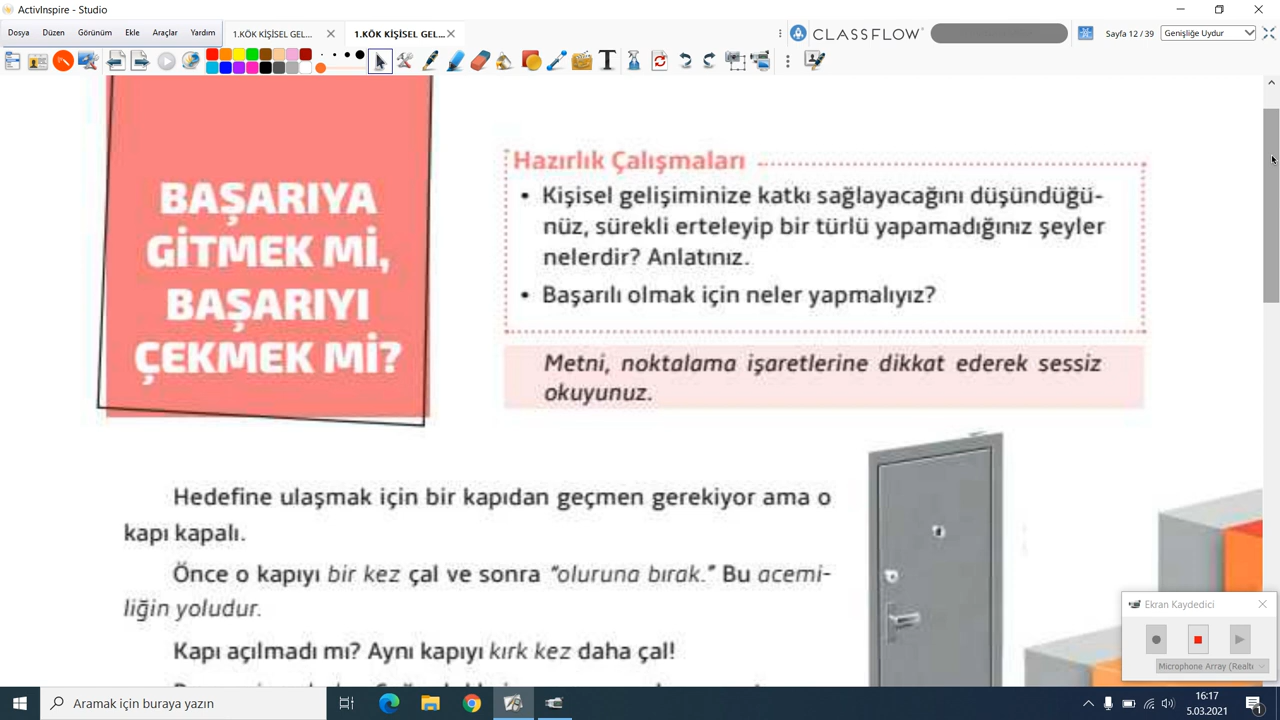 ActivInspire - Studio
Dosya Düzen Görünüm Ekle Araçlar Yardım
1.KÖK KİŞİSEL GEL...
1.KÖK KİŞİSEL GEL...
CLASSFLOW
Sayfa 12 / 39
Genişliğe Uydur
BAŞARIYA
GİTMEK Mİ,
BAŞARIYI
ÇEKMEK Mİ?
Hazırlık Çalışmaları
• Kişisel gelişiminize katkı sağlayacağını düşündüğü-
nüz, sürekli erteleyip bir türlü yapamadığınız şeyler
nelerdir? Anlatınız.
• Başarılı olmak için neler yapmalıyız?
Metni, noktalama işaretlerine dikkat ederek sessiz
okuyunuz.
Hedefine ulaşmak için bir kapıdan geçmen gerekiyor ama o
kapı kapalı.
Önce o kapıyı bir kez çal ve sonra “oluruna bırak.” Bu acemi-
liğin yoludur.
Kapı açılmadı mı? Aynı kapıyı kırk kez daha çal!
Ekran Kaydedici
Microphone Array (Realte
Aramak için buraya yazın
16:17
5.03.2021
1